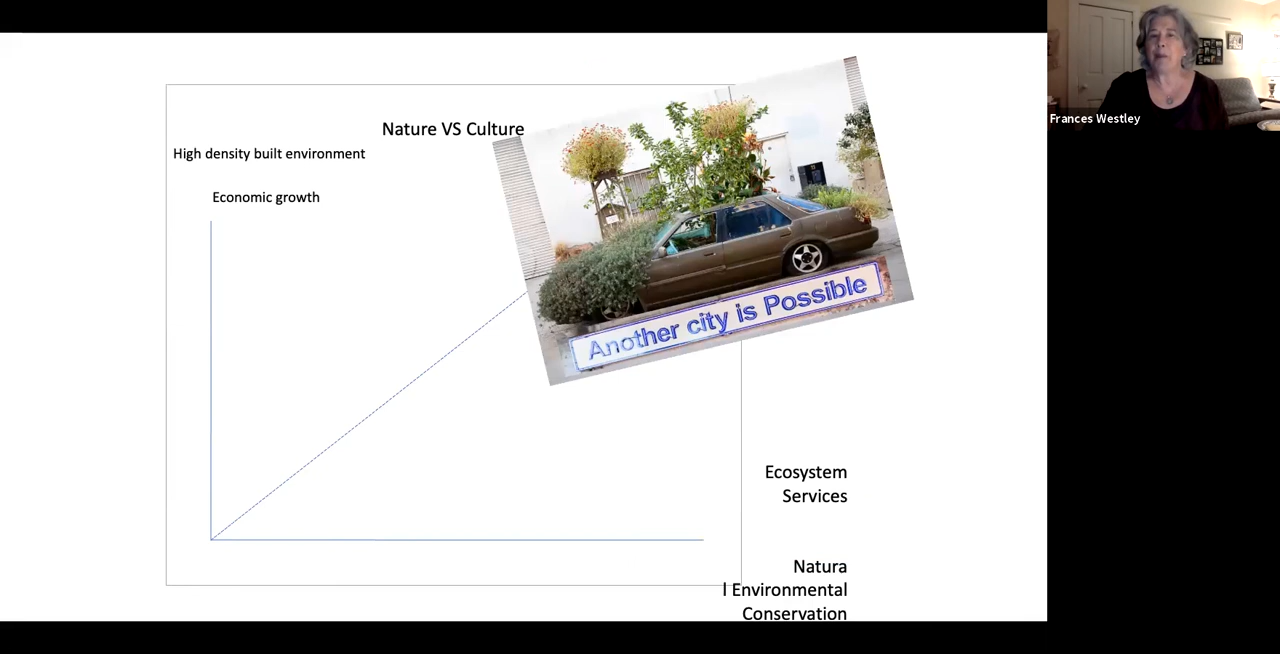 Nature VS Culture
High density built environment
Economic growth
Another city is Possible
Ecosystem
Services
Natura
l Environmental
Conservation
Frances Westley